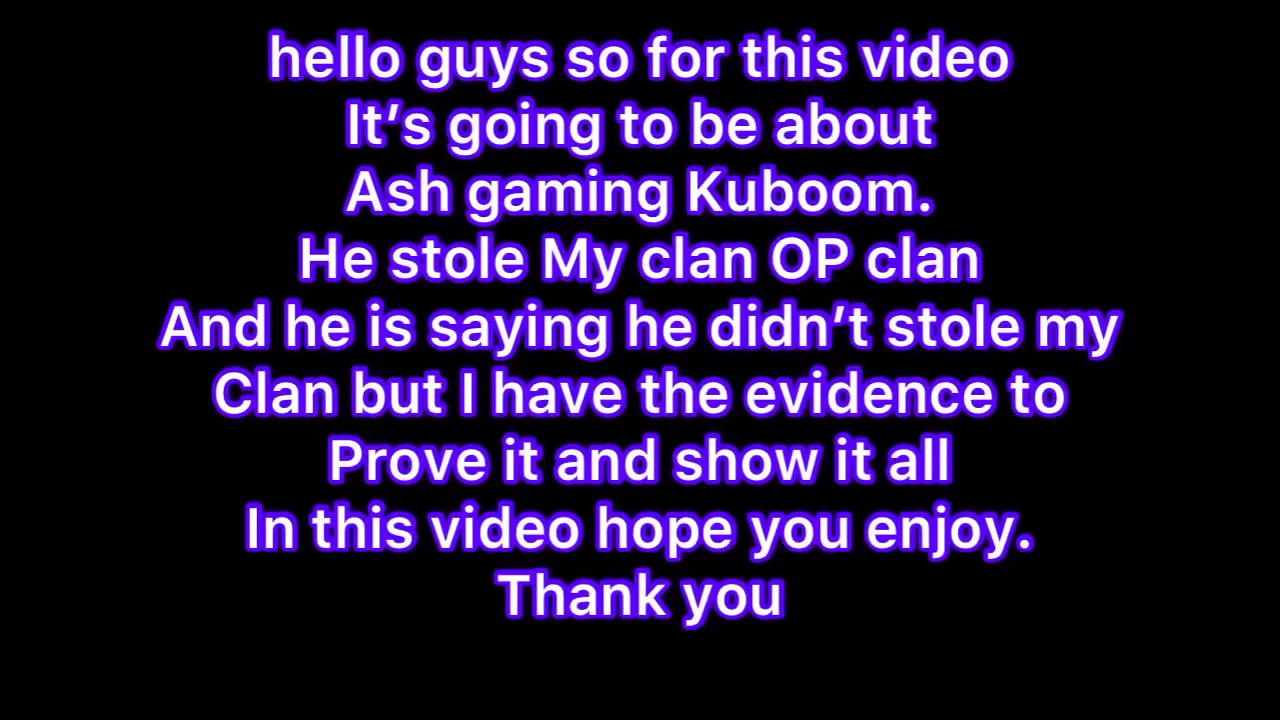 hello guys so for this video
It’s going to be about
Ash gaming Kuboom.
He stole My clan OP clan
And he is saying he didn’t stole my
Clan but I have the evidence to
Prove it and show it all
In this video hope you enjoy.
Thank you